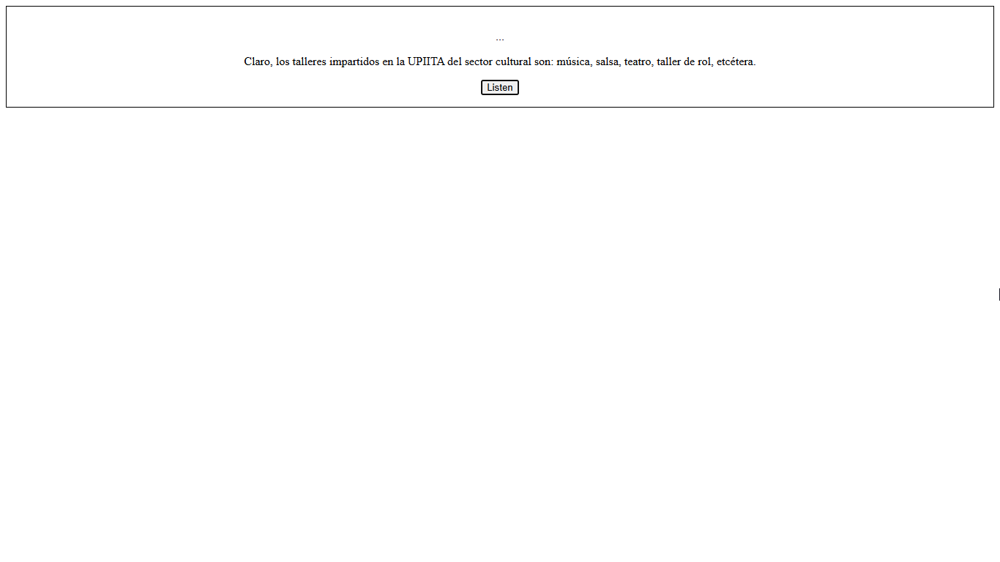 ...
Claro, los talleres impartidos en la UPIITA del sector cultural son: música, salsa, teatro, taller de rol, etcétera.
Listen